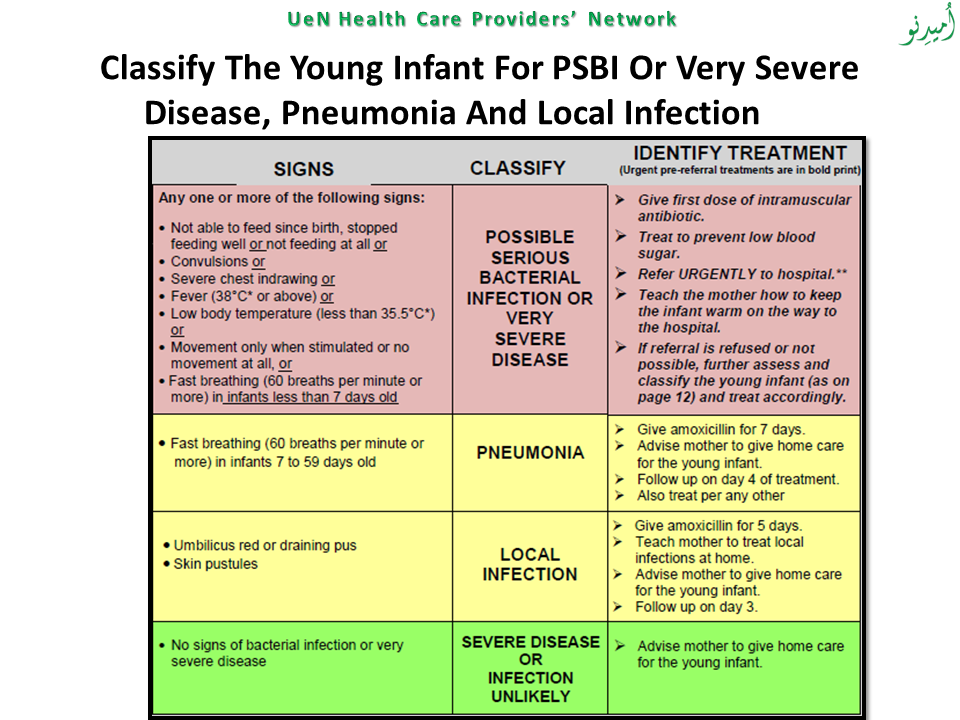 UeN Health Care Providers' Network
اُمیدِنو
Classify The Young Infant For PSBI Or Very Severe
Disease, Pneumonia And Local Infection
SIGNS
CLASSIFY
IDENTIFY TREATMENT
(Urgent pre-referral treatments are in bold print)
Any one or more of the following signs:
• Not able to feed since birth, stopped
feeding well or not feeding at all or
• Convulsions or
• Severe chest indrawing or
• Fever (38°C* or above) or
• Low body temperature (less than 35.5°C*)
or
• Movement only when stimulated or no
movement at all, or
• Fast breathing (60 breaths per minute or
more) in infants less than 7 days old
POSSIBLE
SERIOUS
BACTERIAL
INFECTION OR
VERY
SEVERE
DISEASE
➢ Give first dose of intramuscular
antibiotic.
➢ Treat to prevent low blood
sugar.
➢ Refer URGENTLY to hospital.**
➢ Teach the mother how to keep
the infant warm on the way to
the hospital.
➢ If referral is refused or not
possible, further assess and
classify the young infant (as on
page 12) and treat accordingly.
• Fast breathing (60 breaths per minute or
more) in infants 7 to 59 days old
PNEUMONIA
➢ Give amoxicillin for 7 days.
➢ Advise mother to give home care
for the young infant.
➢ Follow up on day 4 of treatment.
➢ Also treat per any other
• Umbilicus red or draining pus
• Skin pustules
LOCAL
INFECTION
➢ Give amoxicillin for 5 days.
➢ Teach mother to treat local
infections at home.
➢ Advise mother to give home care
for the young infant.
➢ Follow up on day 3.
• No signs of bacterial infection or very
severe disease
SEVERE DISEASE
OR
INFECTION
UNLIKELY
➢ Advise mother to give home care
for the young infant.